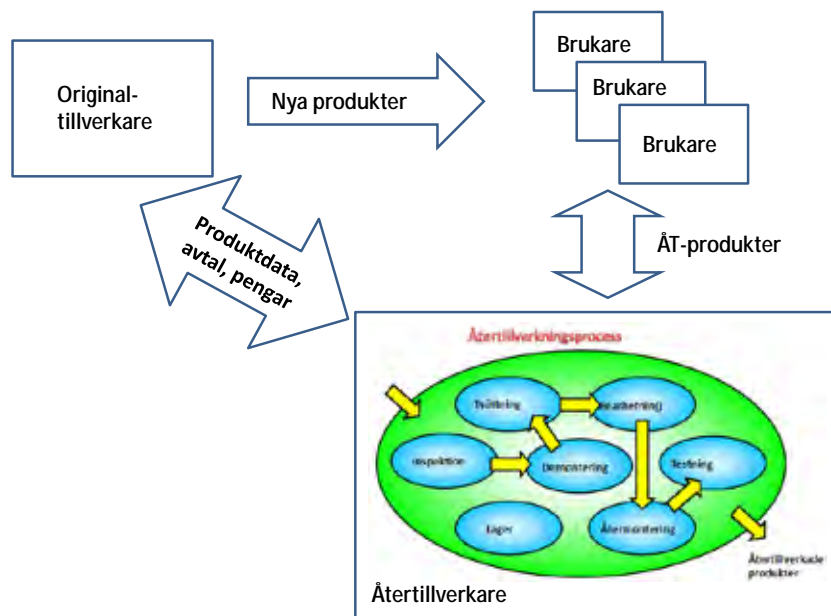 Original-
tillverkare
Nya produkter
Brukare
Brukare
Brukare
Produktdata,
avtal, pengar
ÅT-produkter
Återtillverkningsprocess
Tvättning
Bearbetning
Inspektion
Demontering
Testning
Lager
Återmontering
Återtillverkade
produkter
Återtillverkare